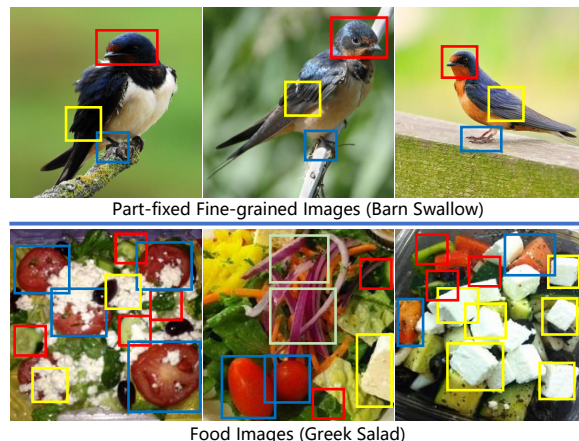 Part-fixed Fine-grained Images (Barn Swallow)
Food Images (Greek Salad)